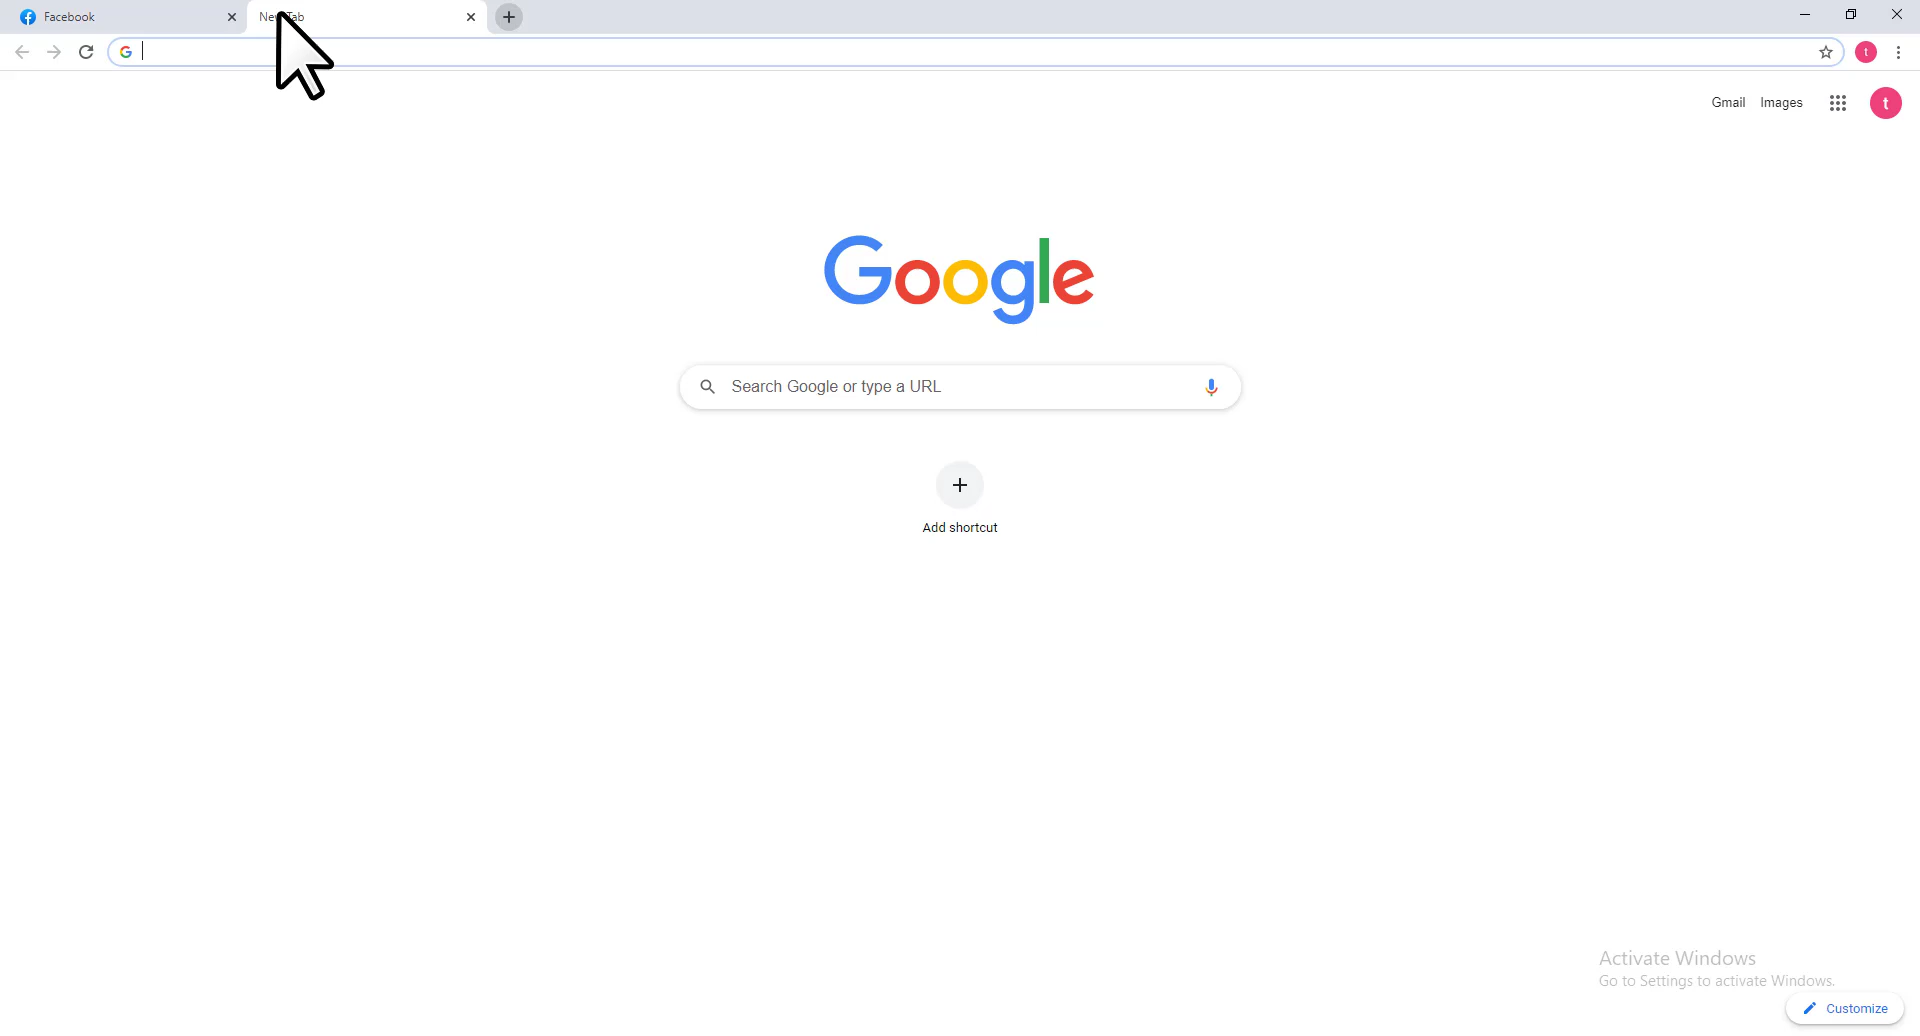 Facebook
New Tab
Gmail Images
t
t
Google
Search Google or type a URL
Add shortcut
Activate Windows
Go to Settings to activate Windows.
Customize